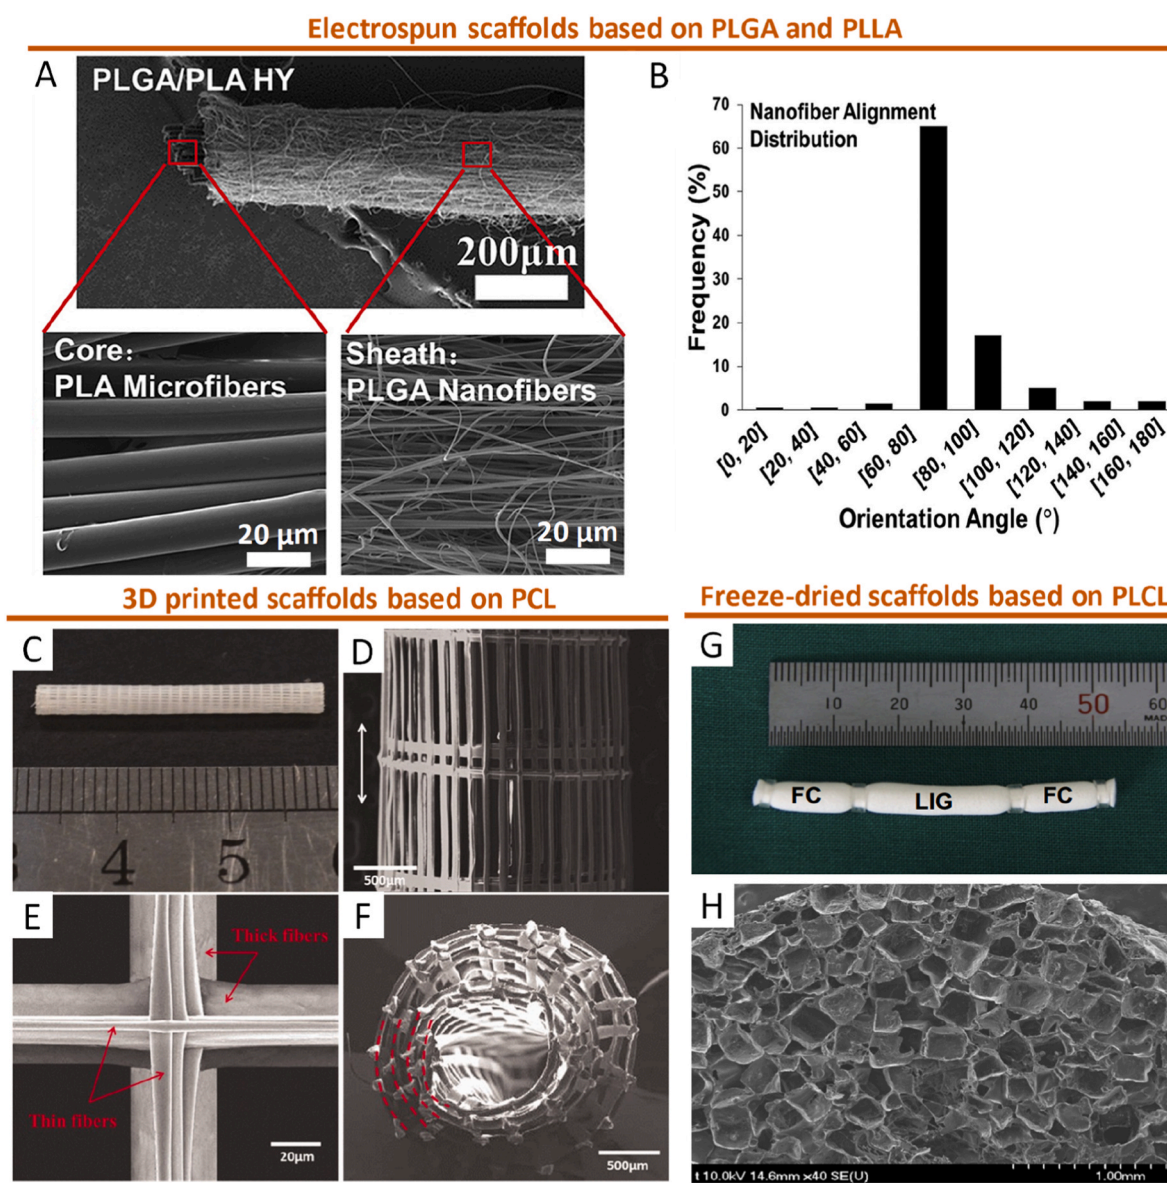 Electrospun scaffolds based on PLGA and PLLA
A
PLGA/PLA HY
200μm
Core:
PLA Microfibers
20 μm
Sheath:
PLGA Nanofibers
20 μm
B
Nanofiber Alignment
Distribution
Frequency (%)
70
60
50
40
30
20
10
0
[0, 20]
[20, 40]
[40, 60]
[60, 80]
[80, 100]
[100, 120]
[120, 140]
[140, 160]
[160, 180]
Orientation Angle (°)
3D printed scaffolds based on PCL
C
4 5
D
500μm
E
Thick fibers
Thin fibers
20μm
F
500μm
Freeze-dried scaffolds based on PLCL
G
10 20 30 40 50 60
FC LIG FC
H
t 10.0kV 14.6mm x40 SE(U) 1.00mm